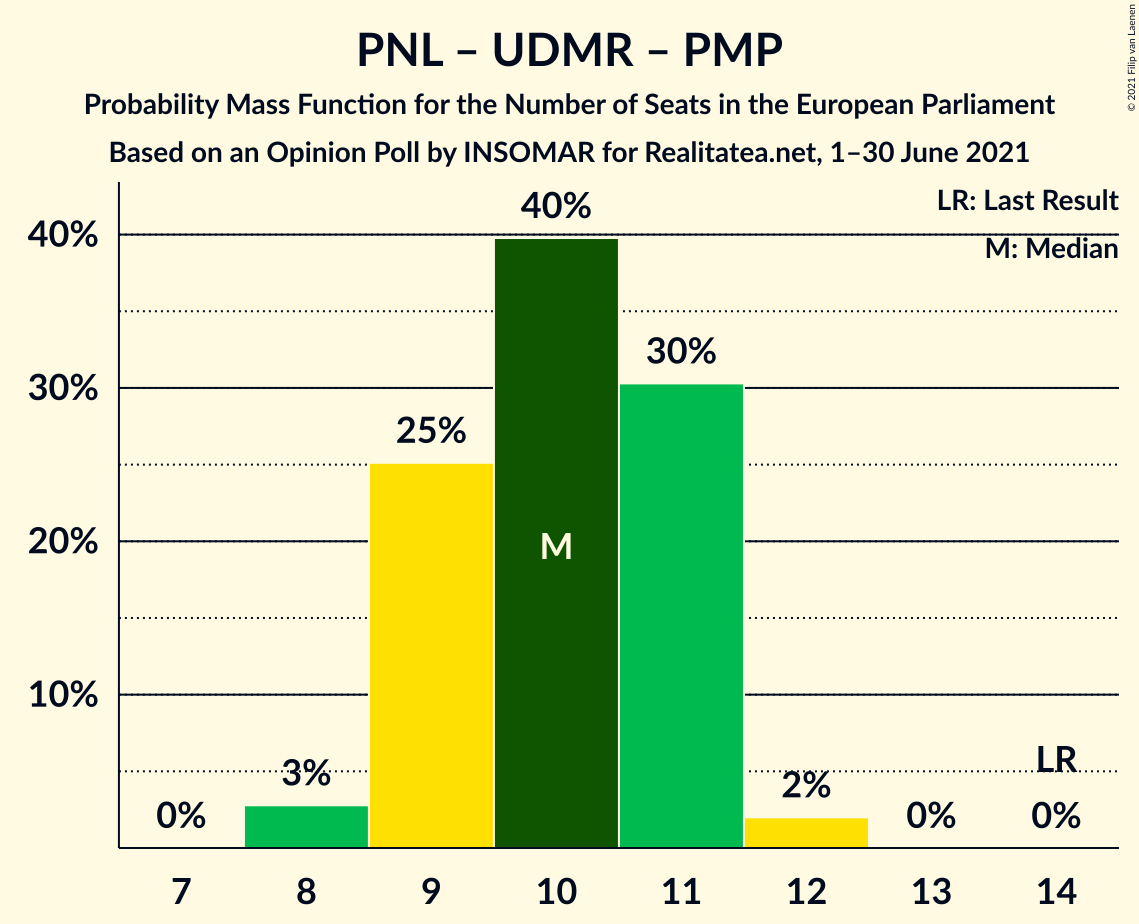 PNL – UDMR – PMP
Probability Mass Function for the Number of Seats in the European Parliament
Based on an Opinion Poll by INSOMAR for Realitatea.net, 1–30 June 2021
© 2021 Filip van Laenen
LR: Last Result
M: Median
40%
30%
20%
10%
0%
3%
25%
40%
M
30%
2%
0%
LR
0%
7 8 9 10 11 12 13 14